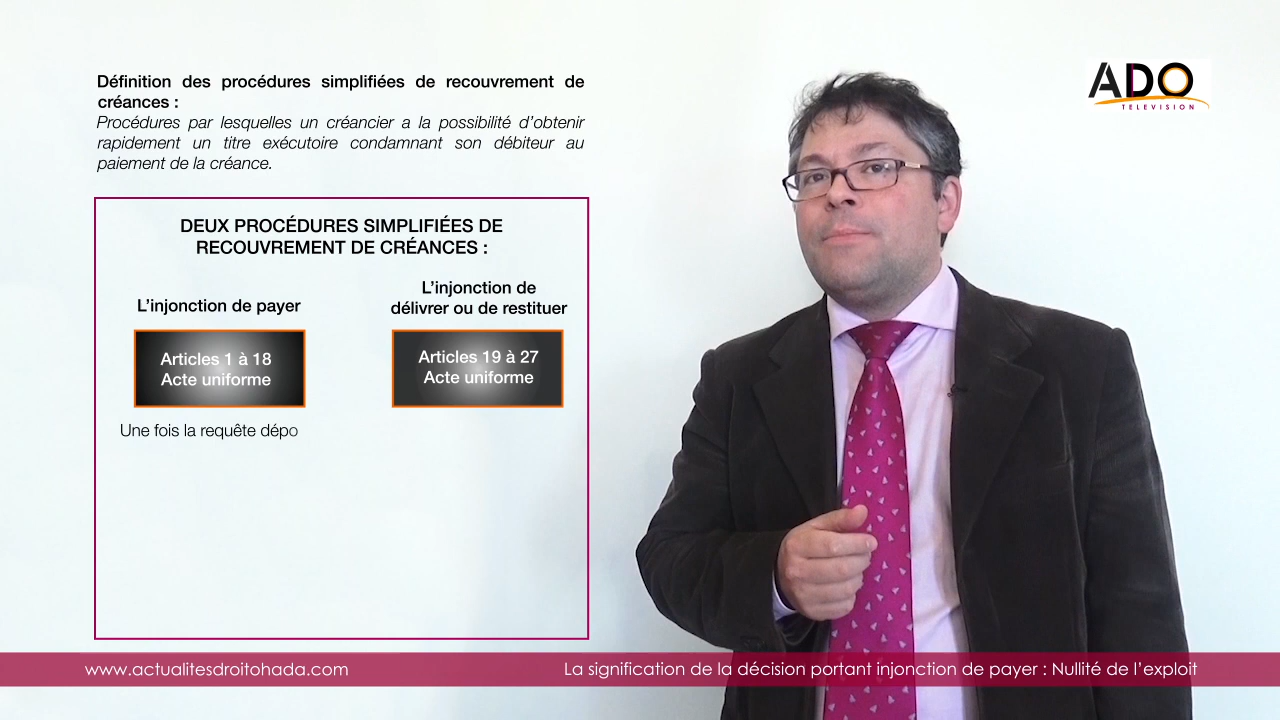 Définition des procédures simplifiées de recouvrement de
créances :
Procédures par lesquelles un créancier a la possibilité d'obtenir
rapidement un titre exécutoire condamnant son débiteur au
paiement de la créance.
DEUX PROCÉDURES SIMPLIFIÉES DE
RECOUVREMENT DE CRÉANCES :
L'injonction de payer
Articles 1 à 18
Acte uniforme
Une fois la requête dépo
L'injonction de
délivrer ou de restituer
Articles 19 à 27
Acte uniforme
ADO
TELEVISION
www.actualitesdroitohada.com
La signification de la décision portant injonction de payer : Nullité de l'exploit